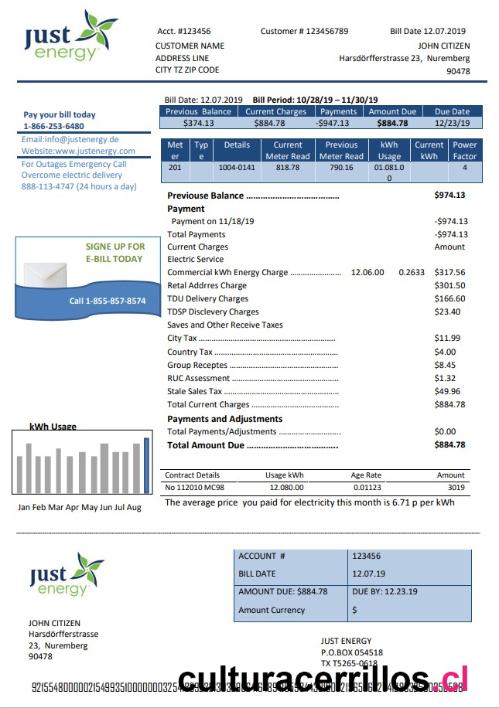 just
energy
Acct. #123456
Customer # 123456789
Bill Date 12.07.2019
CUSTOMER NAME
ADDRESS LINE
CITY TZ ZIP CODE
JOHN CITIZEN
Harsdörfferstrasse 23, Nuremberg
90478
Pay your bill today
1-866-253-6480
Email:info@justenergy.de
Website:www.justenergy.com
For Outages Emergency Call
Overcome electric delivery
888-113-4747 (24 hours a day)
Bill Date: 12.07.2019 Bill Period: 10/28/19 – 11/30/19
Previous Balance Current Charges Payments Amount Due Due Date
$374.13 $884.78 -$947.13 $884.78 12/23/19
Met er Typ e Details Current Meter Read Previous Meter Read kWh Usage Current kWh Power Factor
201 1004-0141 818.78 790.16 01.081.0 0 4
Previouse Balance ................................. $974.13
Payment
Payment on 11/18/19 -$974.13
Total Payments -$974.13
Current Charges Amount
Electric Service
Commercial kWh Energy Charge .................. 12.06.00 0.2633 $317.56
Retail Addrres Charge $301.50
TDU Delivery Charges $166.60
TDSP Disclevery Charges $23.40
Saves and Other Receive Taxes
City Tax ................................................ $11.99
Country Tax .......................................... $4.00
Group Receptes .................................... $8.45
RUC Assessment .................................. $1.32
Stale Sales Tax ...................................... $49.96
Total Current Charges .......................... $884.78
Payments and Adjustments
Total Payments/Adjustments .................... $0.00
Total Amount Due ................................. $884.78
SIGNE UP FOR
E-BILL TODAY
Call 1-855-857-8574
kWh Usage
Jan Feb Mar Apr May Jun Jul Aug
Contract Details Usage kWh Age Rate Amount
No 112010 MC98 12.080.00 0.01123 3019
The average price you paid for electricity this month is 6.71 p per kWh
just
energy
ACCOUNT # 123456
BILL DATE 12.07.19
AMOUNT DUE: $884.78 DUE BY: 12.23.19
Amount Currency $
JOHN CITIZEN
Harsdörfferstrasse
23, Nuremberg
90478
JUST ENERGY
P.O.BOX 054518
TX T5265-0618
culturacerrillos.cl